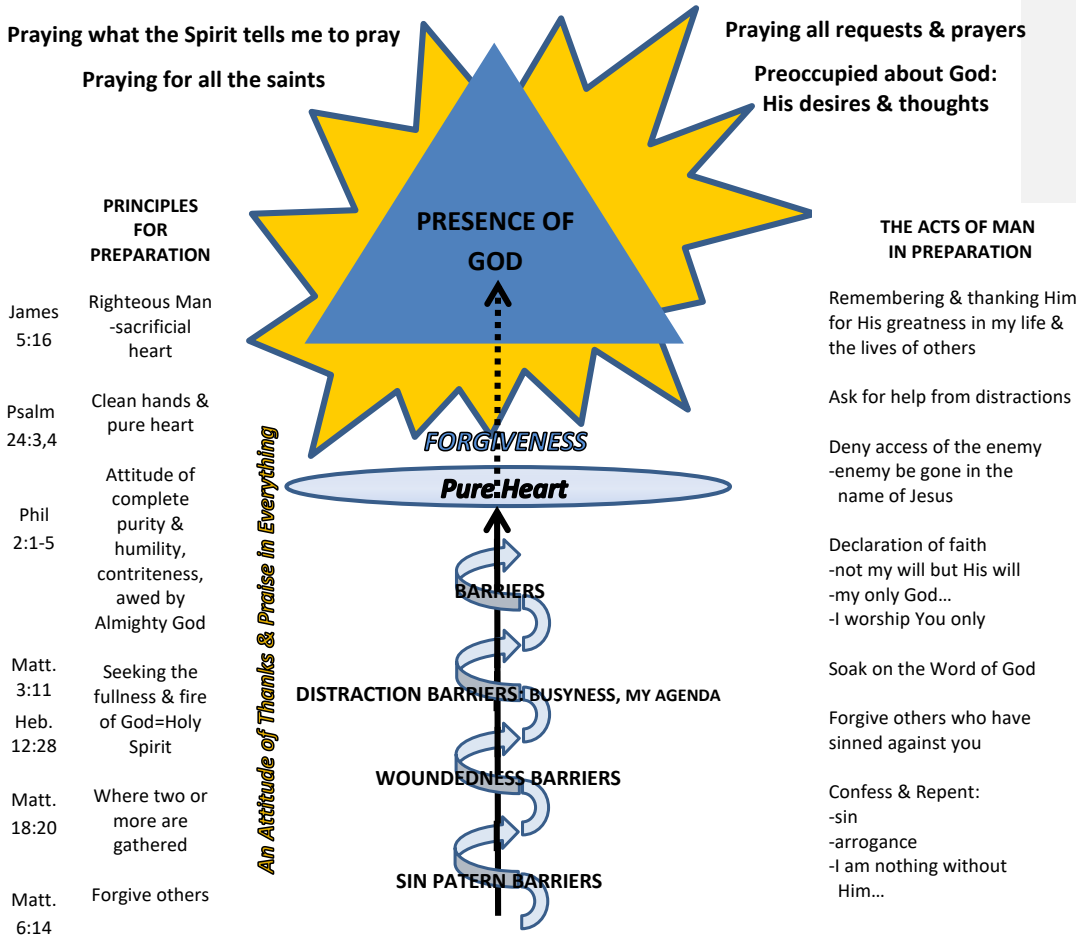 Praying what the Spirit tells me to pray
Praying for all the saints
Praying all requests & prayers
Preoccupied about God:
His desires & thoughts
PRESENCE OF
GOD
PRINCIPLES
FOR
PREPARATION
James
5:16
Righteous Man
-sacrificial
heart
Psalm
24:3,4
Clean hands &
pure heart
Phil
2:1-5
Attitude of
complete
purity &
humility,
contriteness,
awed by
Almighty God
Matt.
3:11
Heb.
12:28
Seeking the
fullness & fire
of God=Holy
Spirit
Matt.
18:20
Where two or
more are
gathered
Matt.
6:14
Forgive others
An Attitude of Thanks & Praise in Everything
FORGIVENESS
Pure Heart
BARRIERS
DISTRACTION BARRIERS: BUSYNESS, MY AGENDA
WOUNDEDNESS BARRIERS
SIN PATERN BARRIERS
THE ACTS OF MAN
IN PREPARATION
Remembering & thanking Him
for His greatness in my life &
the lives of others
Ask for help from distractions
Deny access of the enemy
-enemy be gone in the
name of Jesus
Declaration of faith
-not my will but His will
-my only God...
-I worship You only
Soak on the Word of God
Forgive others who have
sinned against you
Confess & Repent:
-sin
-arrogance
-I am nothing without
Him...